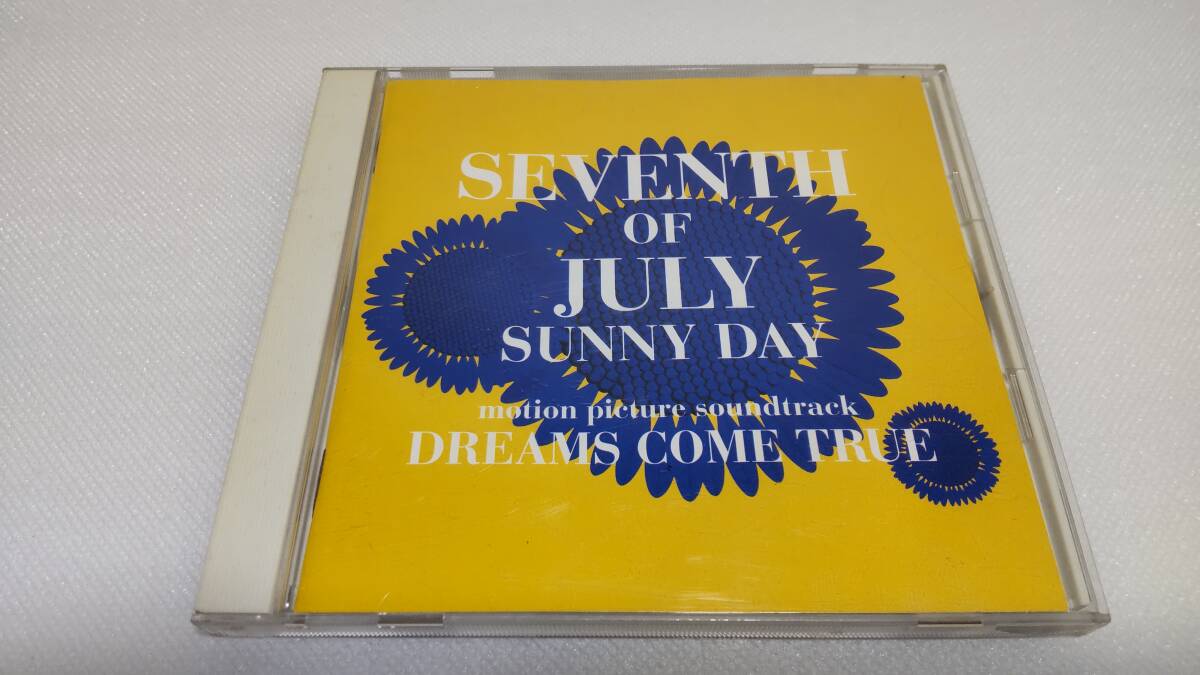 SEVENTH
OF
JULY
SUNNY DAY
motion picture soundtrack
DREAMS COME TRUE